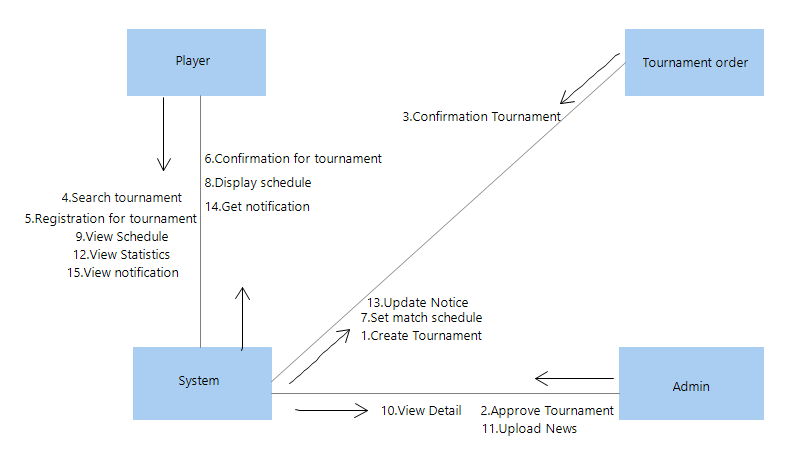 Player
Tournament order
3.Confirmation Tournament
6.Confirmation for tournament
8.Display schedule
14.Get notification
4.Search tournament
5.Registration for tournament
9.View Schedule
12.View Statistics
15.View notification
13.Update Notice
7.Set match schedule
1.Create Tournament
System
Admin
10.View Detail
2.Approve Tournament
11.Upload News